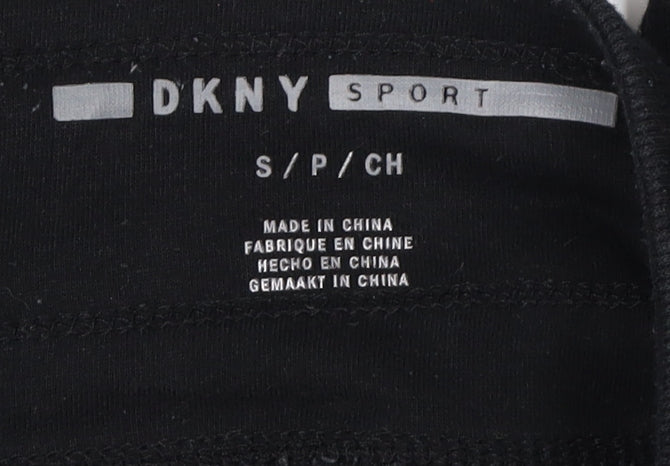 DKNY SPORT
S / P / CH
MADE IN CHINA
FABRIQUE EN CHINE
HECHO EN CHINA
GEMAAKT IN CHINA